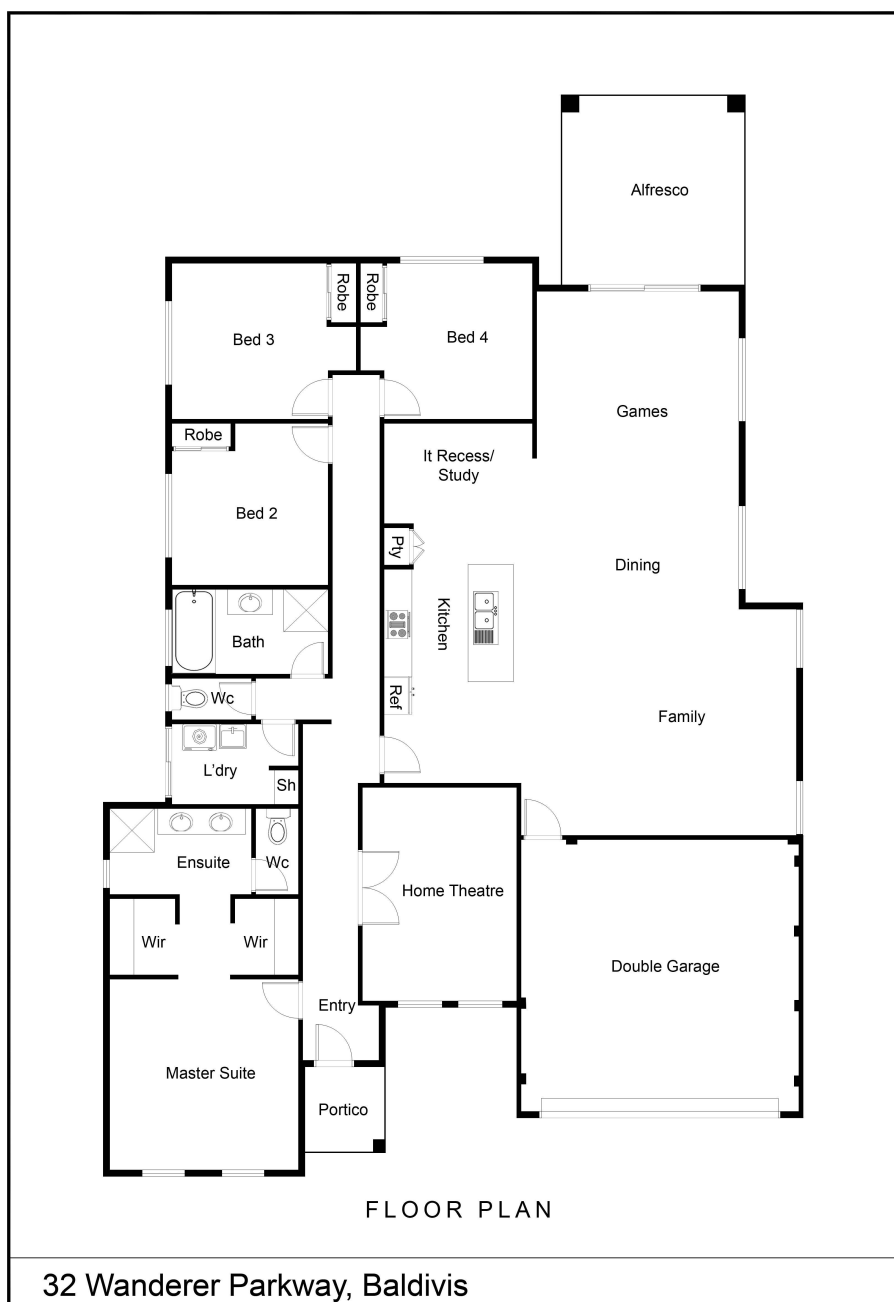 Alfresco
Robe
Robe
Bed 3
Bed 4
Games
Robe
It Recess/
Study
Bed 2
Pty
Dining
Kitchen
Bath
Wc
Ref
Family
L'dry
Sh
Ensuite
Wc
Home Theatre
Wir
Wir
Double Garage
Entry
Master Suite
Portico
FLOOR PLAN
32 Wanderer Parkway, Baldivis